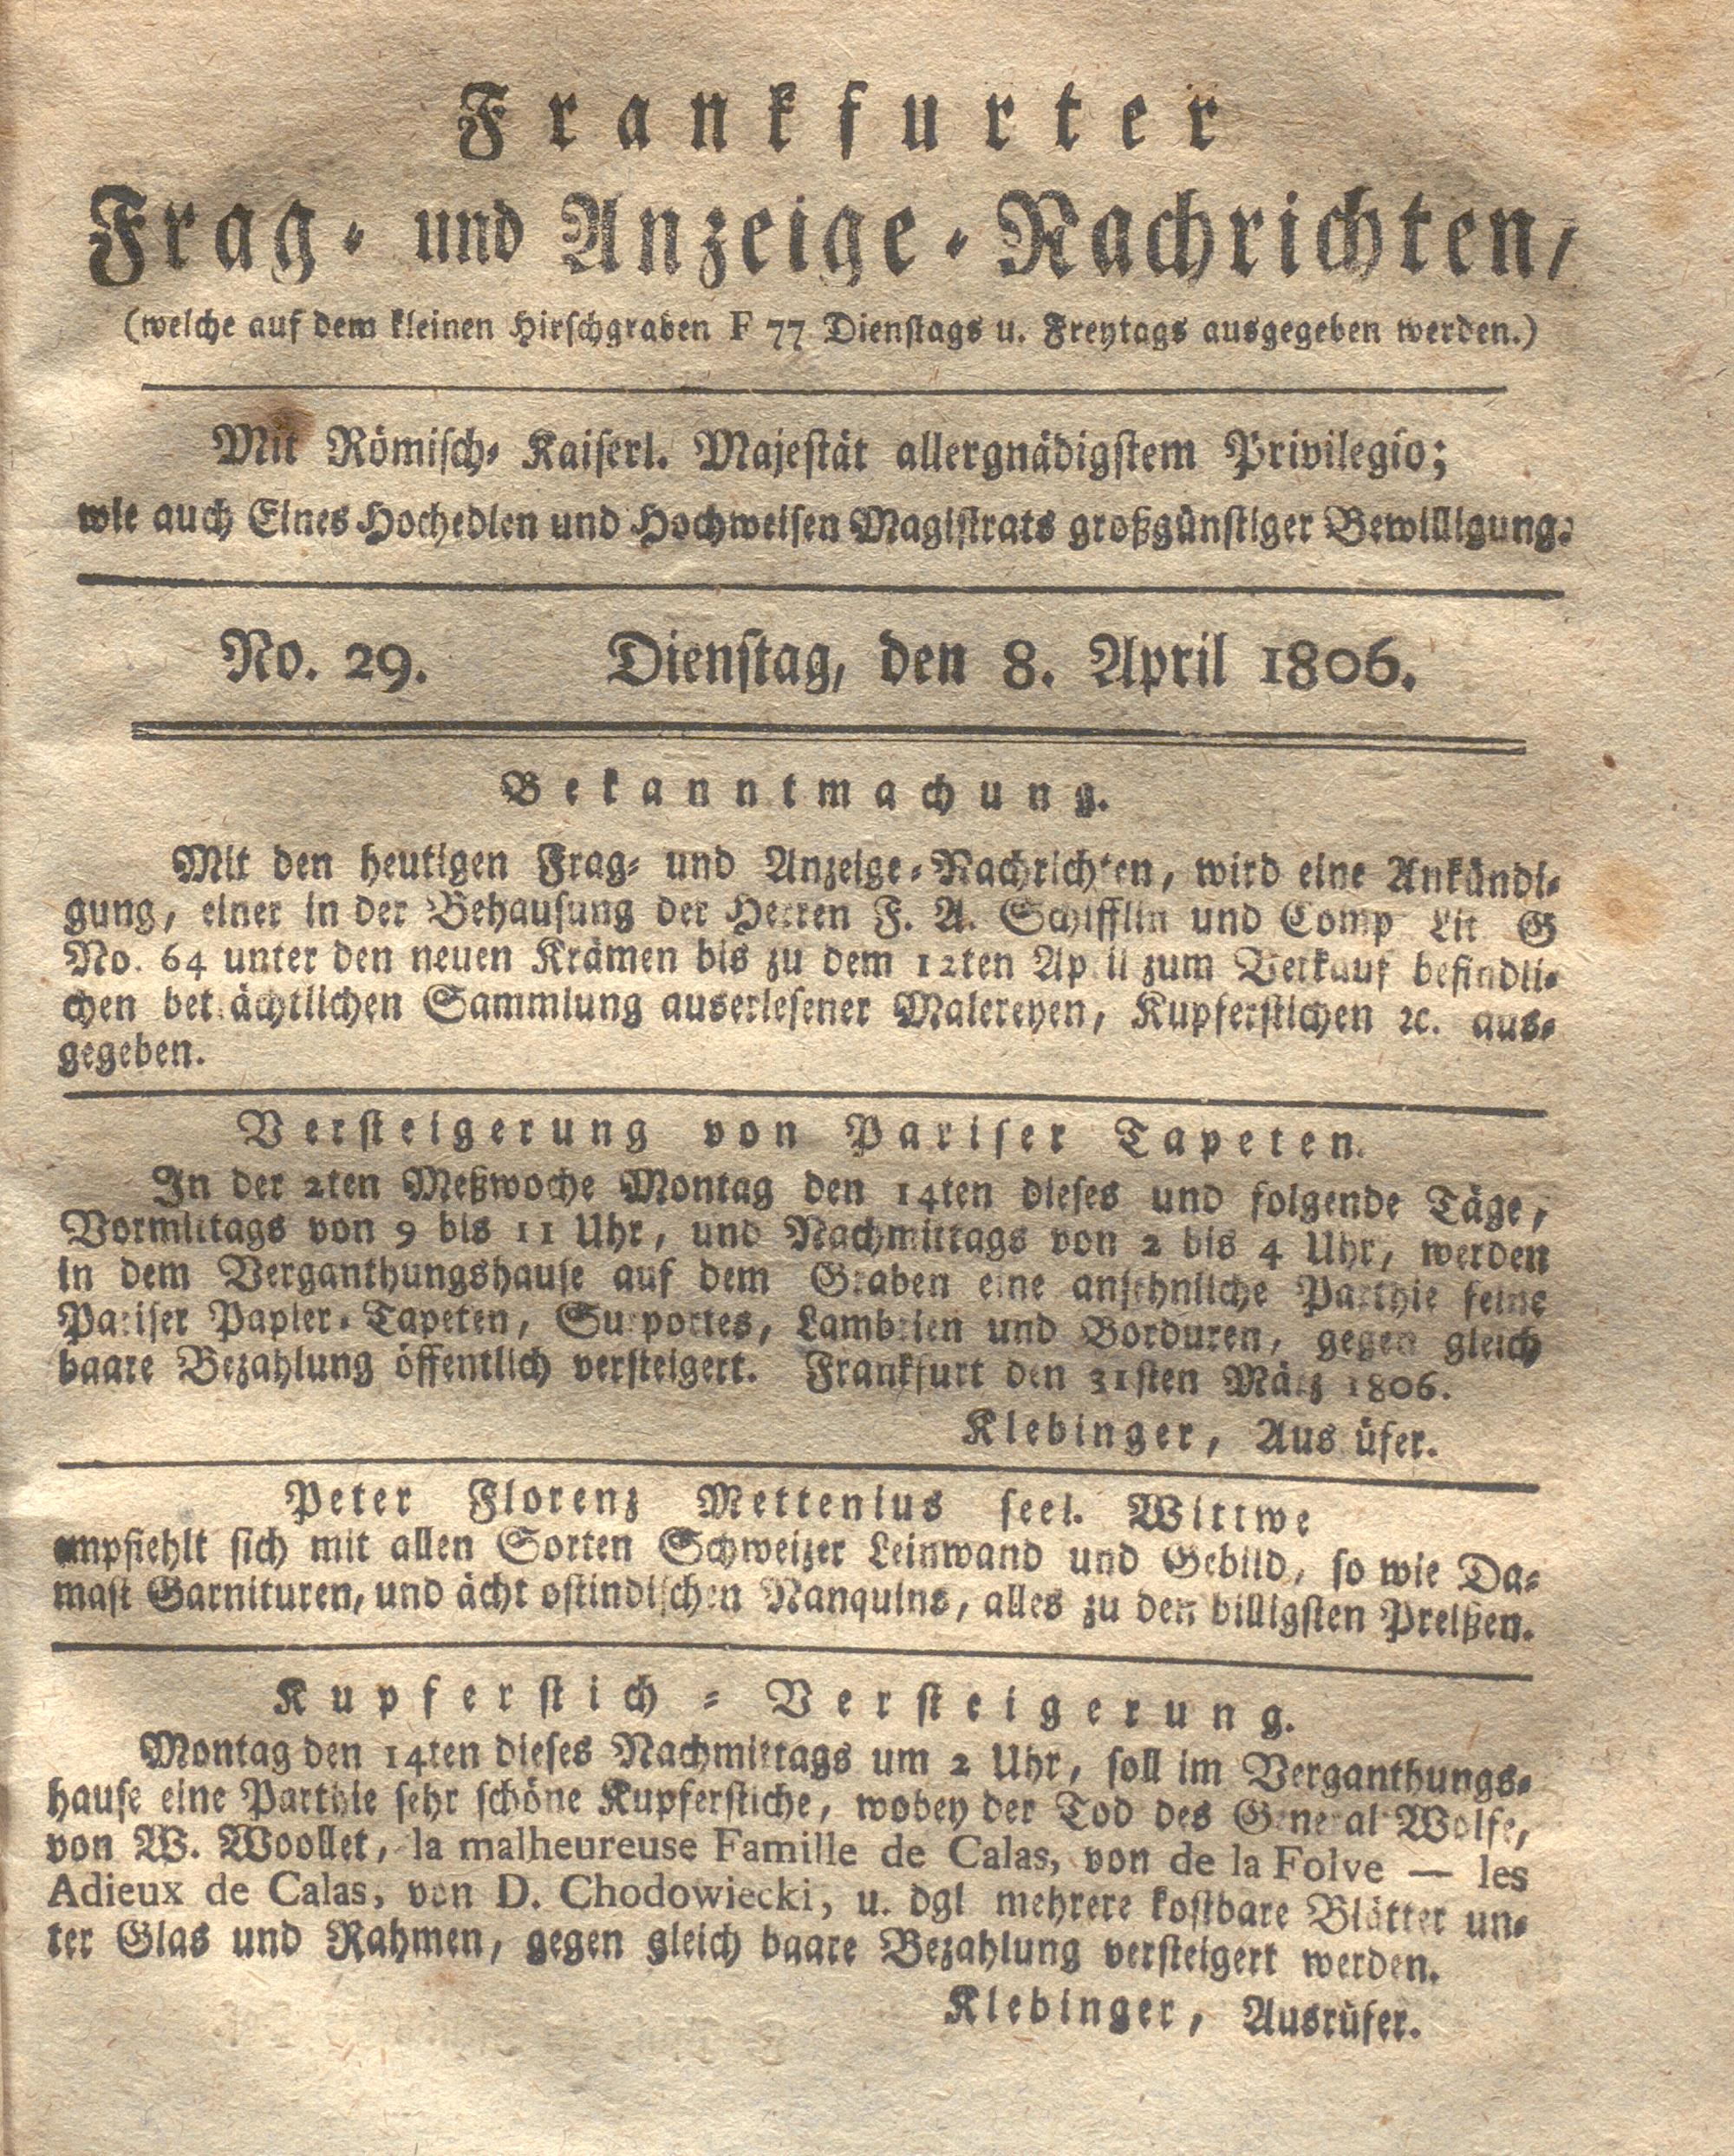 Frankfurter
Frag- und Anzeige-Nachrichten,
(welche auf dem kleinen Hirſchgraben F 77 Dienſtags u. Freytags ausgegeben werden.)
Mit Römiſch- Kaiſerl. Majeſtät allergnädigſtem Privilegio;
wie auch Eines Hochedlen und Hochweiſen Magiſtrats großgünſtiger Bewilligung.
No. 29. Dienſtag, den 8. April 1806.
Bekanntmachung.
Mit den heutigen Frag- und Anzeige-Nachrichten, wird eine Ankündi-
gung, einer in der Behauſung der Herren F. A. Schifflin und Comp Lit G
No. 64 unter den neuen Krämen bis zu dem 12ten Ap il zum Verkauf befindli-
chen bet ächtlichen Sammlung auserleſener Malereyen, Kupferſtichen ꝛc. aus-
gegeben.
Verſteigerung von Pariſer Tapeten.
In der 2ten Meßwoche Montag den 14ten dieſes und folgende Täge,
Vormittags von 9 bis 11 Uhr, und Nachmittags von 2 bis 4 Uhr, werden
in dem Verganthungshauſe auf dem Graben eine anſehnliche Parthie feine
Pariſer Papier-Tapeten, Surportes, Lambrien und Borduren, gegen gleich
baare Bezahlung öffentlich verſteigert. Frankfurt den 31ſten März 1806.
Klebinger, Aus üfer.
Peter Florenz Mettenius ſeel. Wittwe
empfiehlt ſich mit allen Sorten Schweizer Leinwand und Gebild, ſo wie Da-
maſt Garnituren, und ächt oſtindiſchen Nanquins, alles zu den billigſten Preißen.
Kupferſtich-Verſteigerung.
Montag den 14ten dieſes Nachmittags um 2 Uhr, ſoll im Verganthungs-
hauſe eine Parthie ſehr ſchöne Kupferſtiche, wobey der Tod des General Wolfe,
von W. Woollet, la malheureuse Famille de Calas, von de la Folve — les
Adieux de Calas, von D. Chodowiecki, u. dgl mehrere koſtbare Blätter un-
ter Glas und Rahmen, gegen gleich baare Bezahlung verſteigert werden.
Klebinger, Ausrüfer.